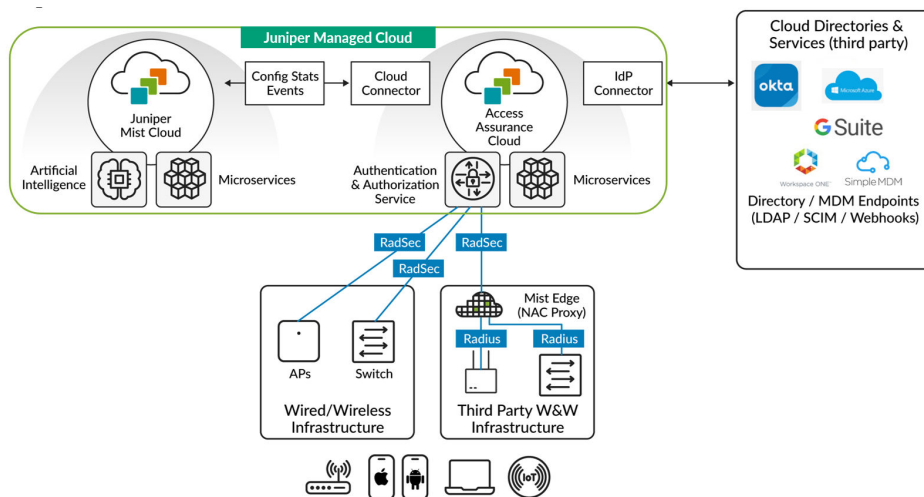 Juniper Managed Cloud
Cloud Directories &
Services (third party)
Juniper
Mist Cloud
Config Stats
Events
Cloud
Connector
Access
Assurance
Cloud
IdP
Connector
okta
Microsoft Azure
G Suite
Workspace ONE™
SimpleMDM
Directory / MDM Endpoints
(LDAP / SCIM / Webhooks)
Artificial
Intelligence
Microservices
Authentication
& Authorization
Service
Microservices
RadSec
RadSec
RadSec
Mist Edge
(NAC Proxy)
Radius
Radius
APs
Switch
Wired/Wireless
Infrastructure
Third Party W&W
Infrastructure
IoT